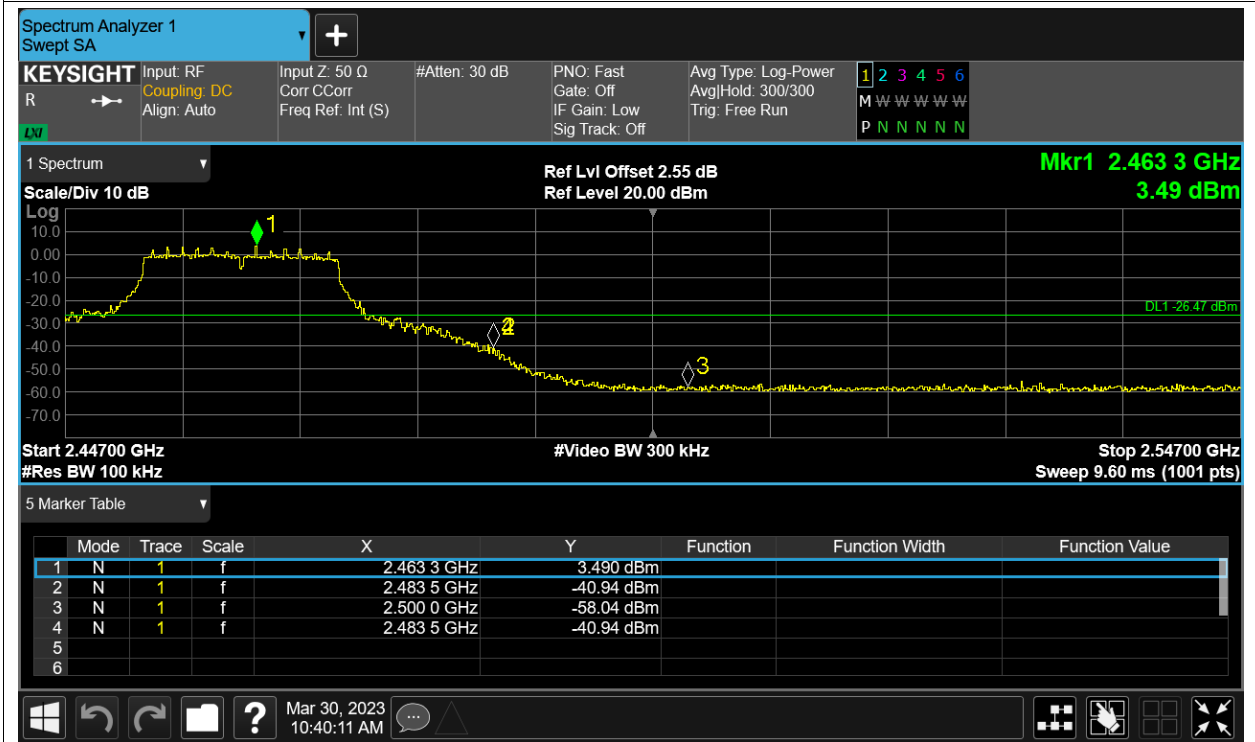 Spectrum Analyzer 1
Swept SA
KEYSIGHT
R
LXI
Input: RF
Coupling: DC
Align: Auto
Input Z: 50 Ω
Corr CCorr
Freq Ref: Int (S)
#Atten: 30 dB
PNO: Fast
Gate: Off
IF Gain: Low
Sig Track: Off
Avg Type: Log-Power
Avg|Hold: 300/300
Trig: Free Run
1 2 3 4 5 6
M W W W W W
P N N N N N
1 Spectrum
Scale/Div 10 dB
Ref Lvl Offset 2.55 dB
Ref Level 20.00 dBm
Mkr1 2.463 3 GHz
3.49 dBm
Log
10.0
0.00
-10.0
-20.0
-30.0
-40.0
-50.0
-60.0
-70.0
1
2
3
DL1 -26.47 dBm
Start 2.44700 GHz
#Video BW 300 kHz
Stop 2.54700 GHz
#Res BW 100 kHz
Sweep 9.60 ms (1001 pts)
5 Marker Table
Mode Trace Scale X Y Function Function Width Function Value
1 N 1 f 2.463 3 GHz 3.490 dBm
2 N 1 f 2.483 5 GHz -40.94 dBm
3 N 1 f 2.500 0 GHz -58.04 dBm
4 N 1 f 2.483 5 GHz -40.94 dBm
5
6
?
Mar 30, 2023
10:40:11 AM